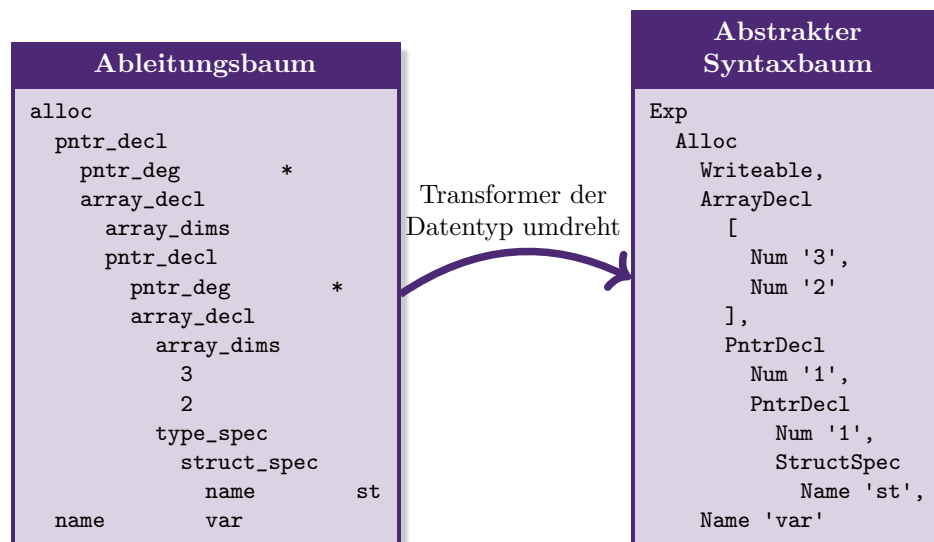 Ableitungsbaum
alloc
  pntr_decl
    pntr_deg        *
    array_decl
      array_dims
      pntr_decl
        pntr_deg        *
        array_decl
          array_dims
            3
            2
          type_spec
            struct_spec
              name        st
  name        var
Transformer der
Datentyp umdreht
Abstrakter
Syntaxbaum
Exp
  Alloc
    Writeable,
    ArrayDecl
      [
        Num '3',
        Num '2'
      ],
      PntrDecl
        Num '1',
        PntrDecl
          Num '1',
          StructSpec
            Name 'st',
    Name 'var'